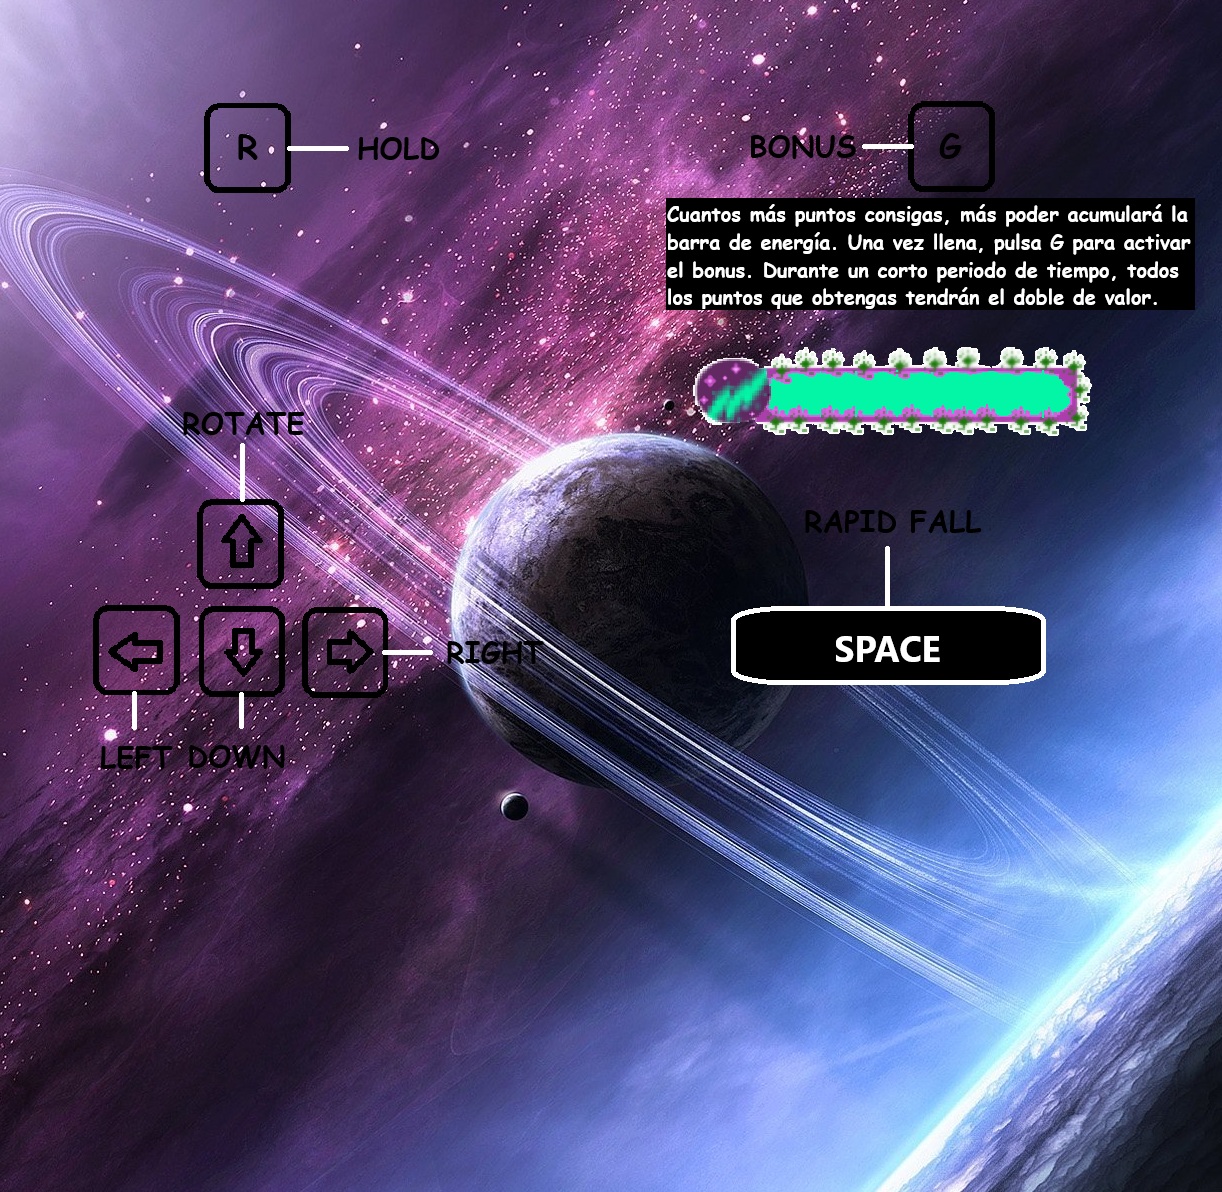 R
HOLD
BONUS
G
Cuantos más puntos consigas, más poder acumulará la
barra de energía. Una vez llena, pulsa G para activar
el bonus. Durante un corto periodo de tiempo, todos
los puntos que obtengas tendrán el doble de valor.
ROTATE
RAPID FALL
SPACE
RIGHT
LEFT
DOWN